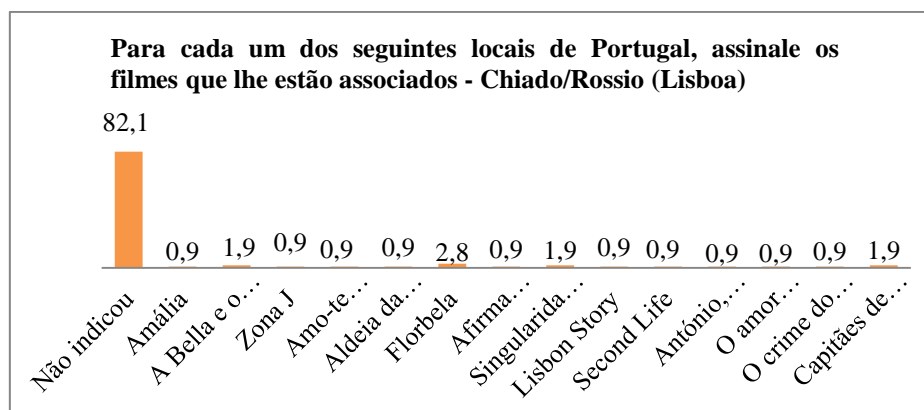 Para cada um dos seguintes locais de Portugal, assinale os
filmes que lhe estão associados - Chiado/Rossio (Lisboa)
82,1
0,9
1,9
0,9
0,9
0,9
2,8
0,9
1,9
0,9
0,9
0,9
0,9
0,9
1,9
Não indicou
Amália
A Bella e o…
Zona J
Amo-te…
Aldeia da…
Florbela
Afirma…
Singularida…
Lisbon Story
Second Life
António,…
O amor…
O crime do…
Capitães de…